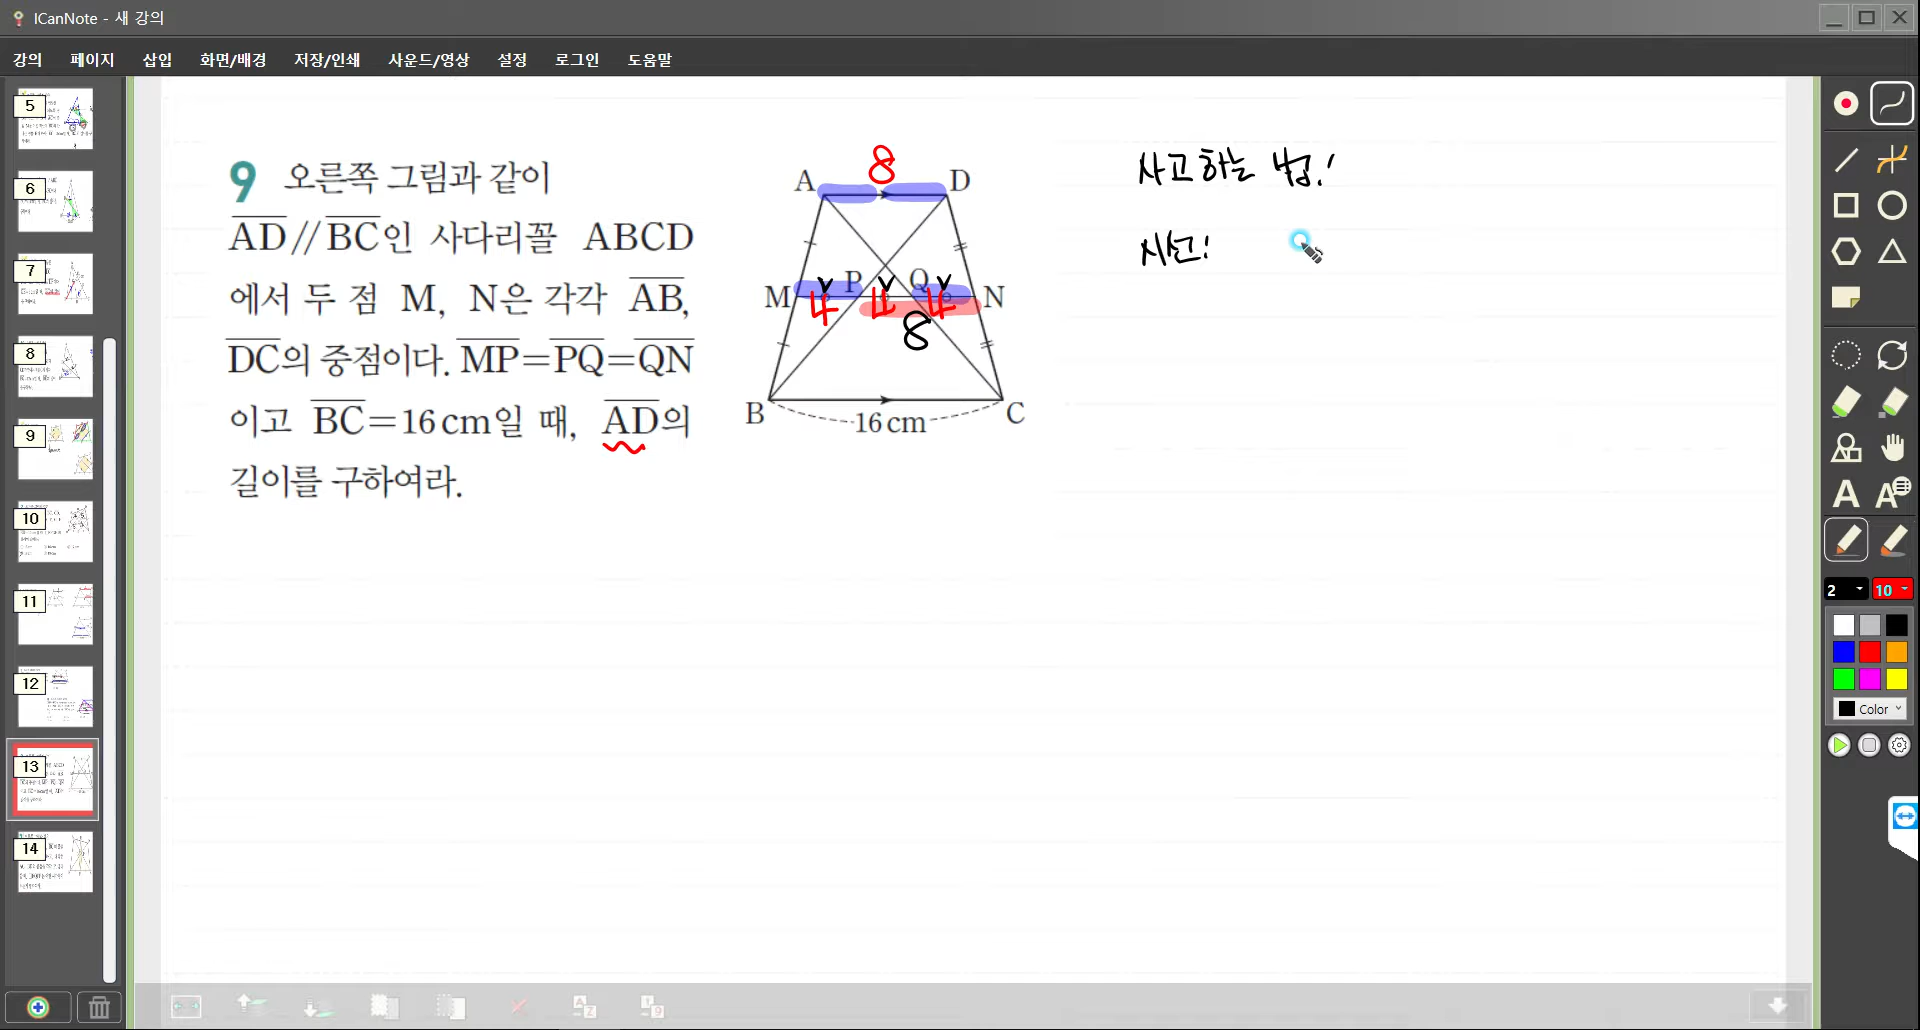 ICanNote - 새 강의
강의 페이지 삽입 화면/배경 저장/인쇄 사운드/영상 설정 로그인 도움말
5
6
7
8
9
10
11
12
13
14
9 오른쪽 그림과 같이
AD//BC인 사다리꼴 ABCD
에서 두 점 M, N은 각각 AB,
DC의 중점이다. MP=PQ=QN
이고 BC=16 cm일 때, AD의
길이를 구하여라.
8
A D
M P Q N
4 4 4
8
B C
16 cm
사고하는 법!
시선!
2 10
Color